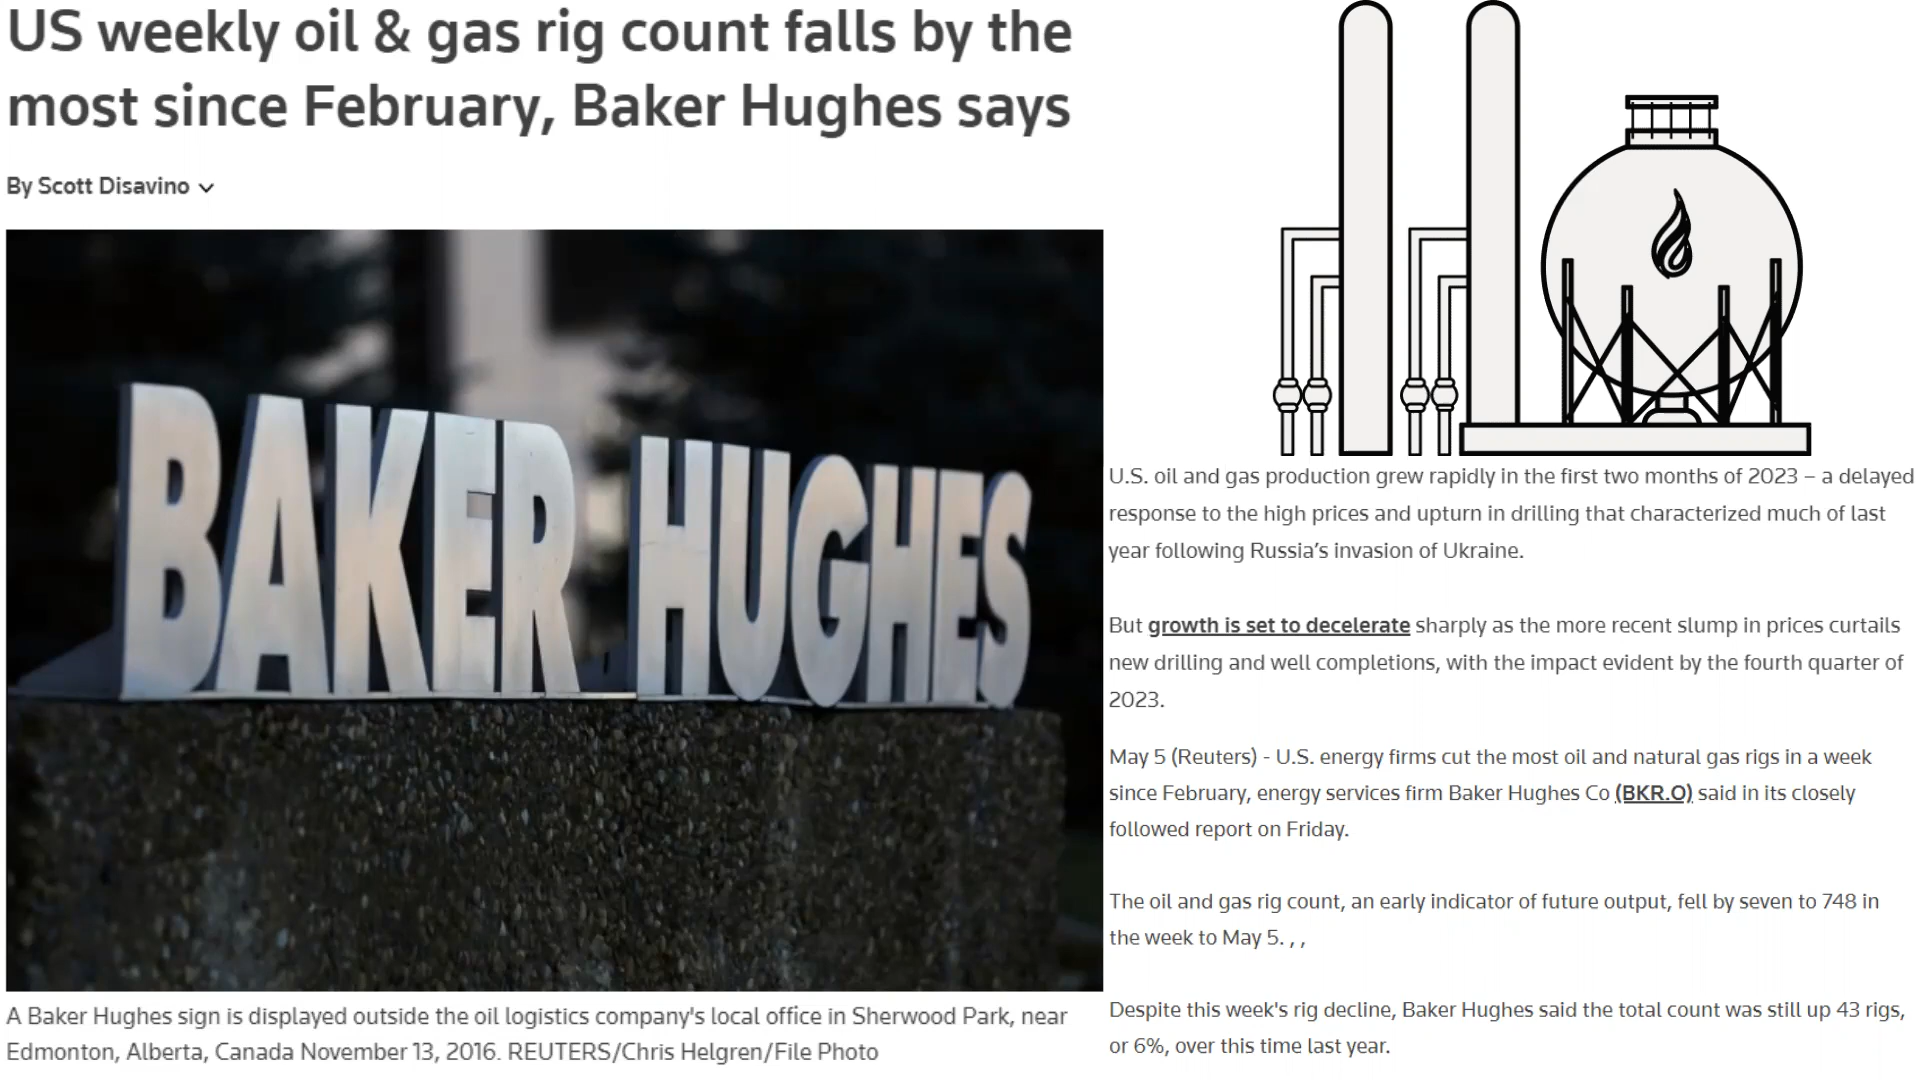 US weekly oil & gas rig count falls by the
most since February, Baker Hughes says
By Scott Disavino
BAKER HUGHES
A Baker Hughes sign is displayed outside the oil logistics company's local office in Sherwood Park, near
Edmonton, Alberta, Canada November 13, 2016. REUTERS/Chris Helgren/File Photo
U.S. oil and gas production grew rapidly in the first two months of 2023 – a delayed
response to the high prices and upturn in drilling that characterized much of last
year following Russia’s invasion of Ukraine.
But growth is set to decelerate sharply as the more recent slump in prices curtails
new drilling and well completions, with the impact evident by the fourth quarter of
2023.
May 5 (Reuters) - U.S. energy firms cut the most oil and natural gas rigs in a week
since February, energy services firm Baker Hughes Co (BKR.O) said in its closely
followed report on Friday.
The oil and gas rig count, an early indicator of future output, fell by seven to 748 in
the week to May 5. , ,
Despite this week's rig decline, Baker Hughes said the total count was still up 43 rigs,
or 6%, over this time last year.